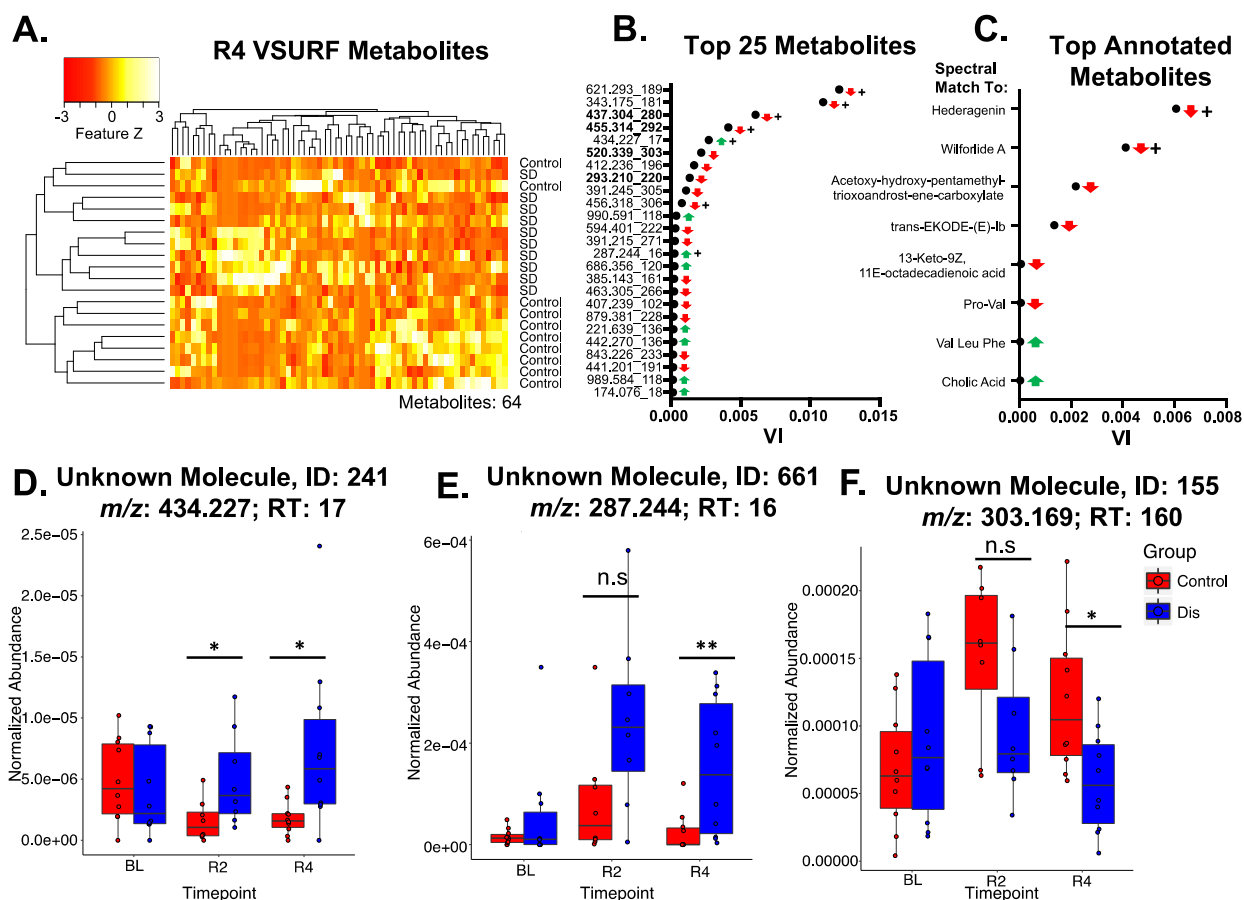 A.
R4 VSURF Metabolites
-3
0
3
Feature Z
Control
SD
Control
SD
SD
SD
SD
SD
SD
SD
SD
SD
Control
Control
Control
Control
Control
Control
Control
Control
Metabolites: 64
B.
Top 25 Metabolites
621.293_189
343.175_181
437.304_280
455.314_292
434.227_17
520.339_303
412.236_196
293.210_220
391.245_305
456.318_306
990.591_118
594.401_222
391.215_271
287.244_16
686.356_120
385.143_161
463.305_266
407.239_102
879.381_228
221.639_136
442.270_136
843.226_233
441.201_191
989.584_118
174.076_18
+
+
+
+
+
+
+
0.000
0.005
0.010
0.015
VI
C.
Top Annotated
Metabolites
Spectral
Match To:
Hederagenin
+
Wilforlide A
+
Acetoxy-hydroxy-pentamethyl-
trioxoandrost-ene-carboxylate
trans-EKODE-(E)-Ib
13-Keto-9Z,
11E-octadecadienoic acid
Pro-Val
Val Leu Phe
Cholic Acid
0.000
0.002
0.004
0.006
0.008
VI
D.
Unknown Molecule, ID: 241
m/z: 434.227; RT: 17
Normalized Abundance
2.5e-05
2.0e-05
1.5e-05
1.0e-05
5.0e-06
0.0e+00
*
*
BL
R2
R4
Timepoint
E.
Unknown Molecule, ID: 661
m/z: 287.244; RT: 16
Normalized Abundance
6e-04
4e-04
2e-04
0e+00
n.s
**
BL
R2
R4
Timepoint
F.
Unknown Molecule, ID: 155
m/z: 303.169; RT: 160
Normalized Abundance
0.00020
0.00015
0.00010
0.00005
0.00000
n.s
*
BL
R2
R4
Timepoint
Group
Control
Dis